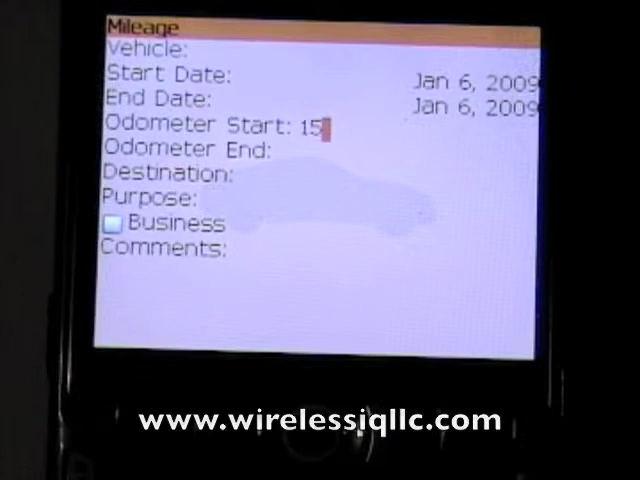 Mileage
Vehicle:
Start Date: Jan 6, 2009
End Date: Jan 6, 2009
Odometer Start: 15
Odometer End:
Destination:
Purpose:
Business
Comments:
www.wirelessiqllc.com